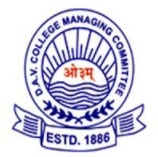 D.A.V. COLLEGE MANAGING COMMITTEE
ओ३म्
ESTD. 1886